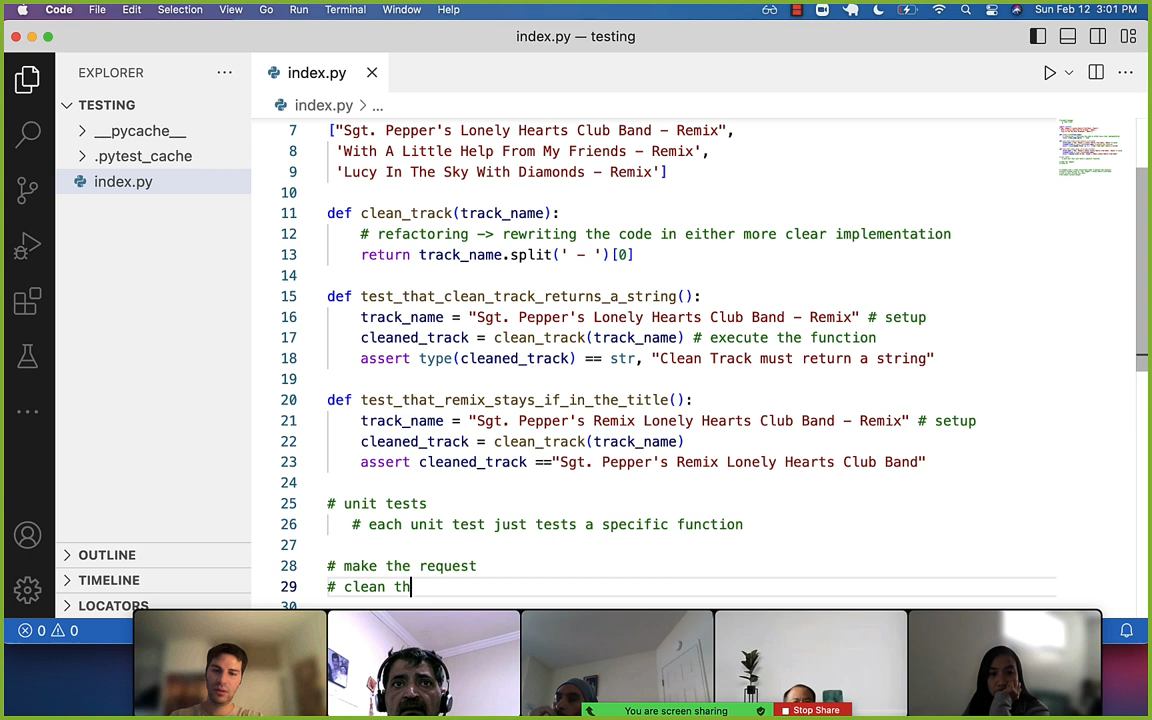 Code File Edit Selection View Go Run Terminal Window Help Sun Feb 12 3:01 PM
index.py — testing
EXPLORER ···
index.py
TESTING
index.py > ...
__pycache__
.pytest_cache
index.py
7 ["Sgt. Pepper's Lonely Hearts Club Band - Remix",
8 'With A Little Help From My Friends - Remix',
9 'Lucy In The Sky With Diamonds - Remix']
10
11 def clean_track(track_name):
12 # refactoring -> rewriting the code in either more clear implementation
13 return track_name.split(' - ')[0]
14
15 def test_that_clean_track_returns_a_string():
16 track_name = "Sgt. Pepper's Lonely Hearts Club Band - Remix" # setup
17 cleaned_track = clean_track(track_name) # execute the function
18 assert type(cleaned_track) == str, "Clean Track must return a string"
19
20 def test_that_remix_stays_if_in_the_title():
21 track_name = "Sgt. Pepper's Remix Lonely Hearts Club Band - Remix" # setup
22 cleaned_track = clean_track(track_name)
23 assert cleaned_track =="Sgt. Pepper's Remix Lonely Hearts Club Band"
24
25 # unit tests
26 # each unit test just tests a specific function
27
28 # make the request
29 # clean th
30
OUTLINE
TIMELINE
LOCATORS
0 0
You are screen sharing Stop Share